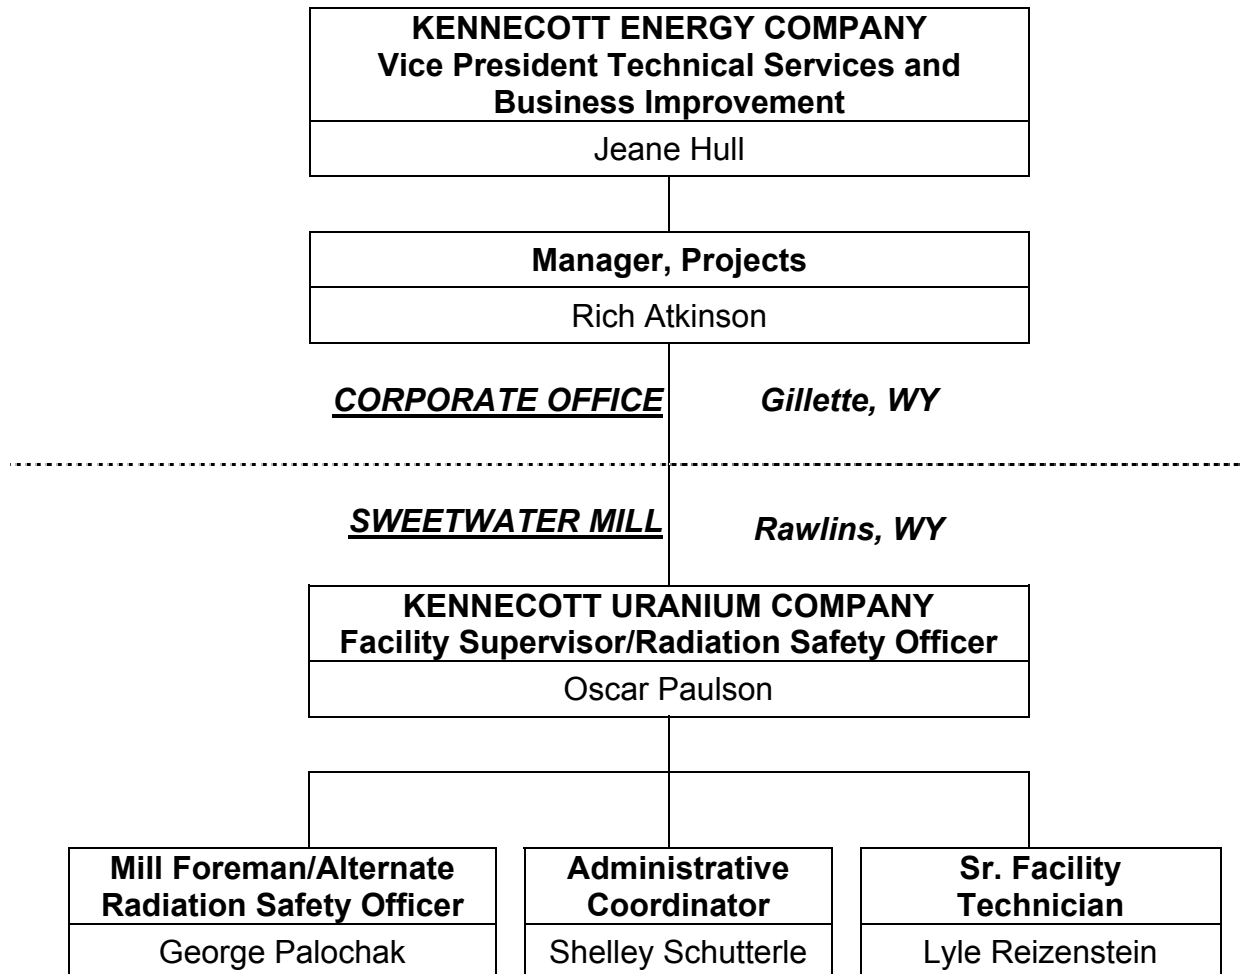 KENNECOTT ENERGY COMPANY
Vice President Technical Services and
Business Improvement
Jeane Hull
Manager, Projects
Rich Atkinson
CORPORATE OFFICE Gillette, WY
SWEETWATER MILL Rawlins, WY
KENNECOTT URANIUM COMPANY
Facility Supervisor/Radiation Safety Officer
Oscar Paulson
Mill Foreman/Alternate
Radiation Safety Officer
George Palochak
Administrative
Coordinator
Shelley Schutterle
Sr. Facility
Technician
Lyle Reizenstein